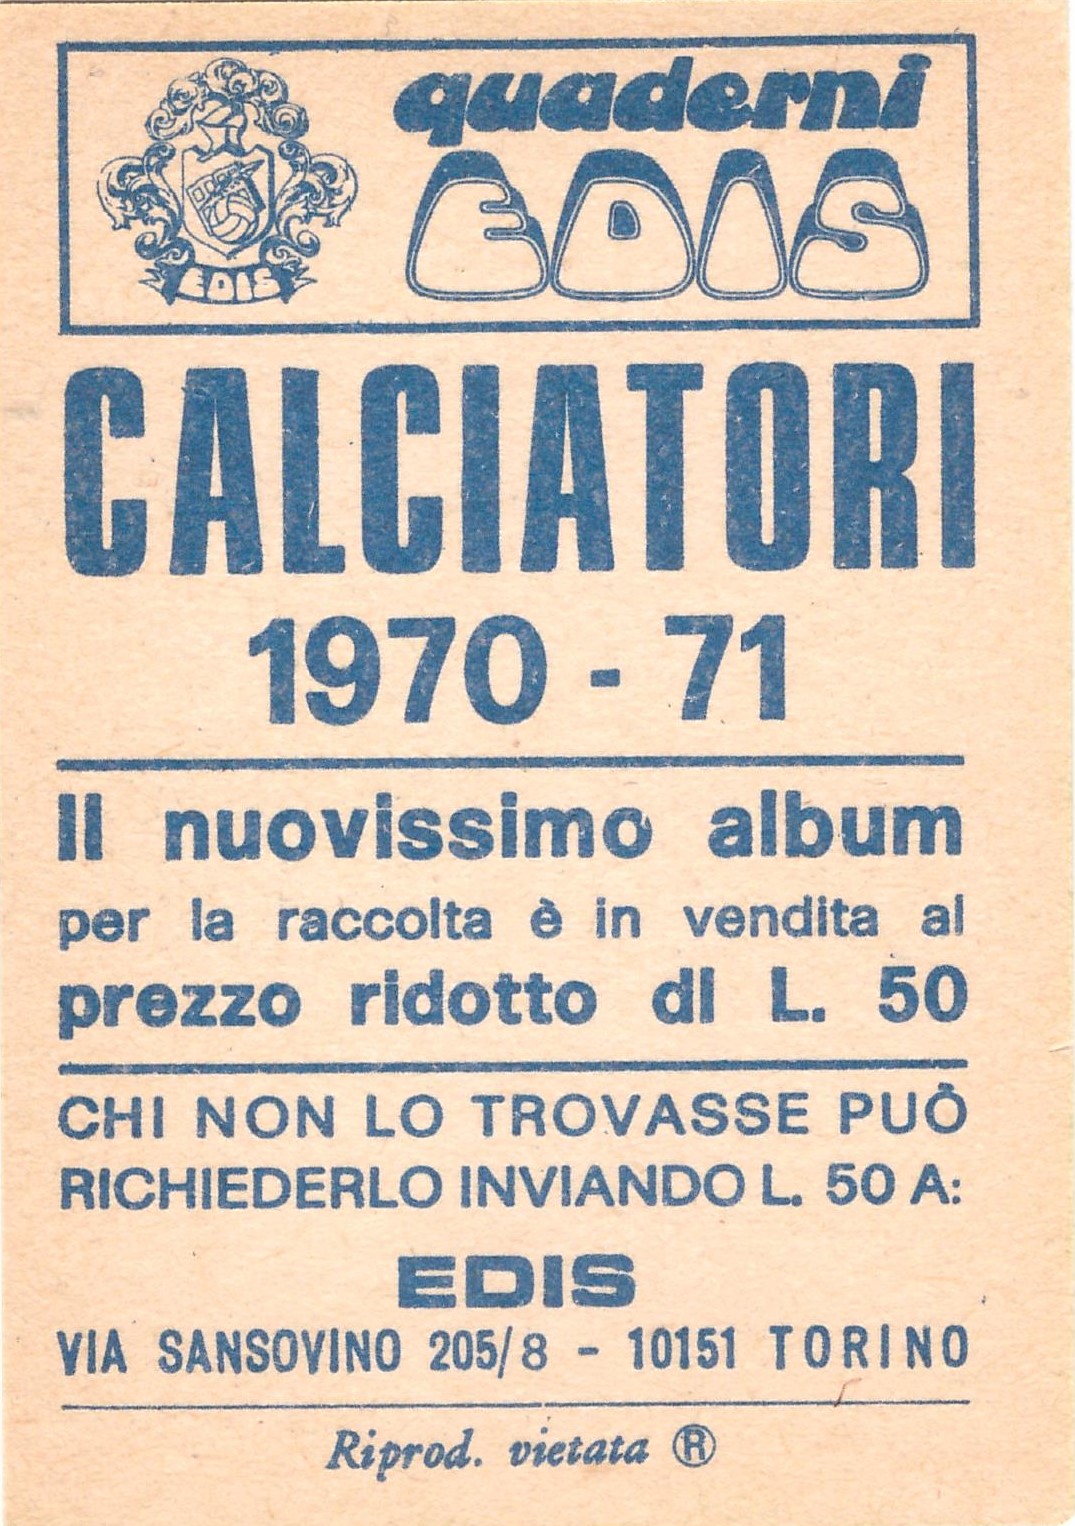 quaderni
EDIS
EDIS
CALCIATORI
1970 - 71
Il nuovissimo album
per la raccolta è in vendita al
prezzo ridotto di L. 50
CHI NON LO TROVASSE PUÒ
RICHIEDERLO INVIANDO L. 50 A:
EDIS
VIA SANSOVINO 205/8 - 10151 TORINO
Riprod. vietata ®